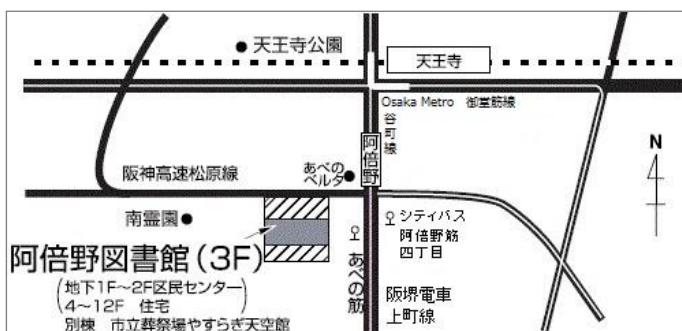 天王寺公園
天王寺
Osaka Metro 御堂筋線
谷町線
阿倍野
阪神高速松原線
あべの
ベルタ
N
南霊園
シティバス
阿倍野筋
四丁目
阿倍野図書館(3F)
あべの筋
(地下1F~2F区民センター
4~12F 住宅)
別棟 市立葬祭場やすらぎ天空館
阪堺電車
上町線